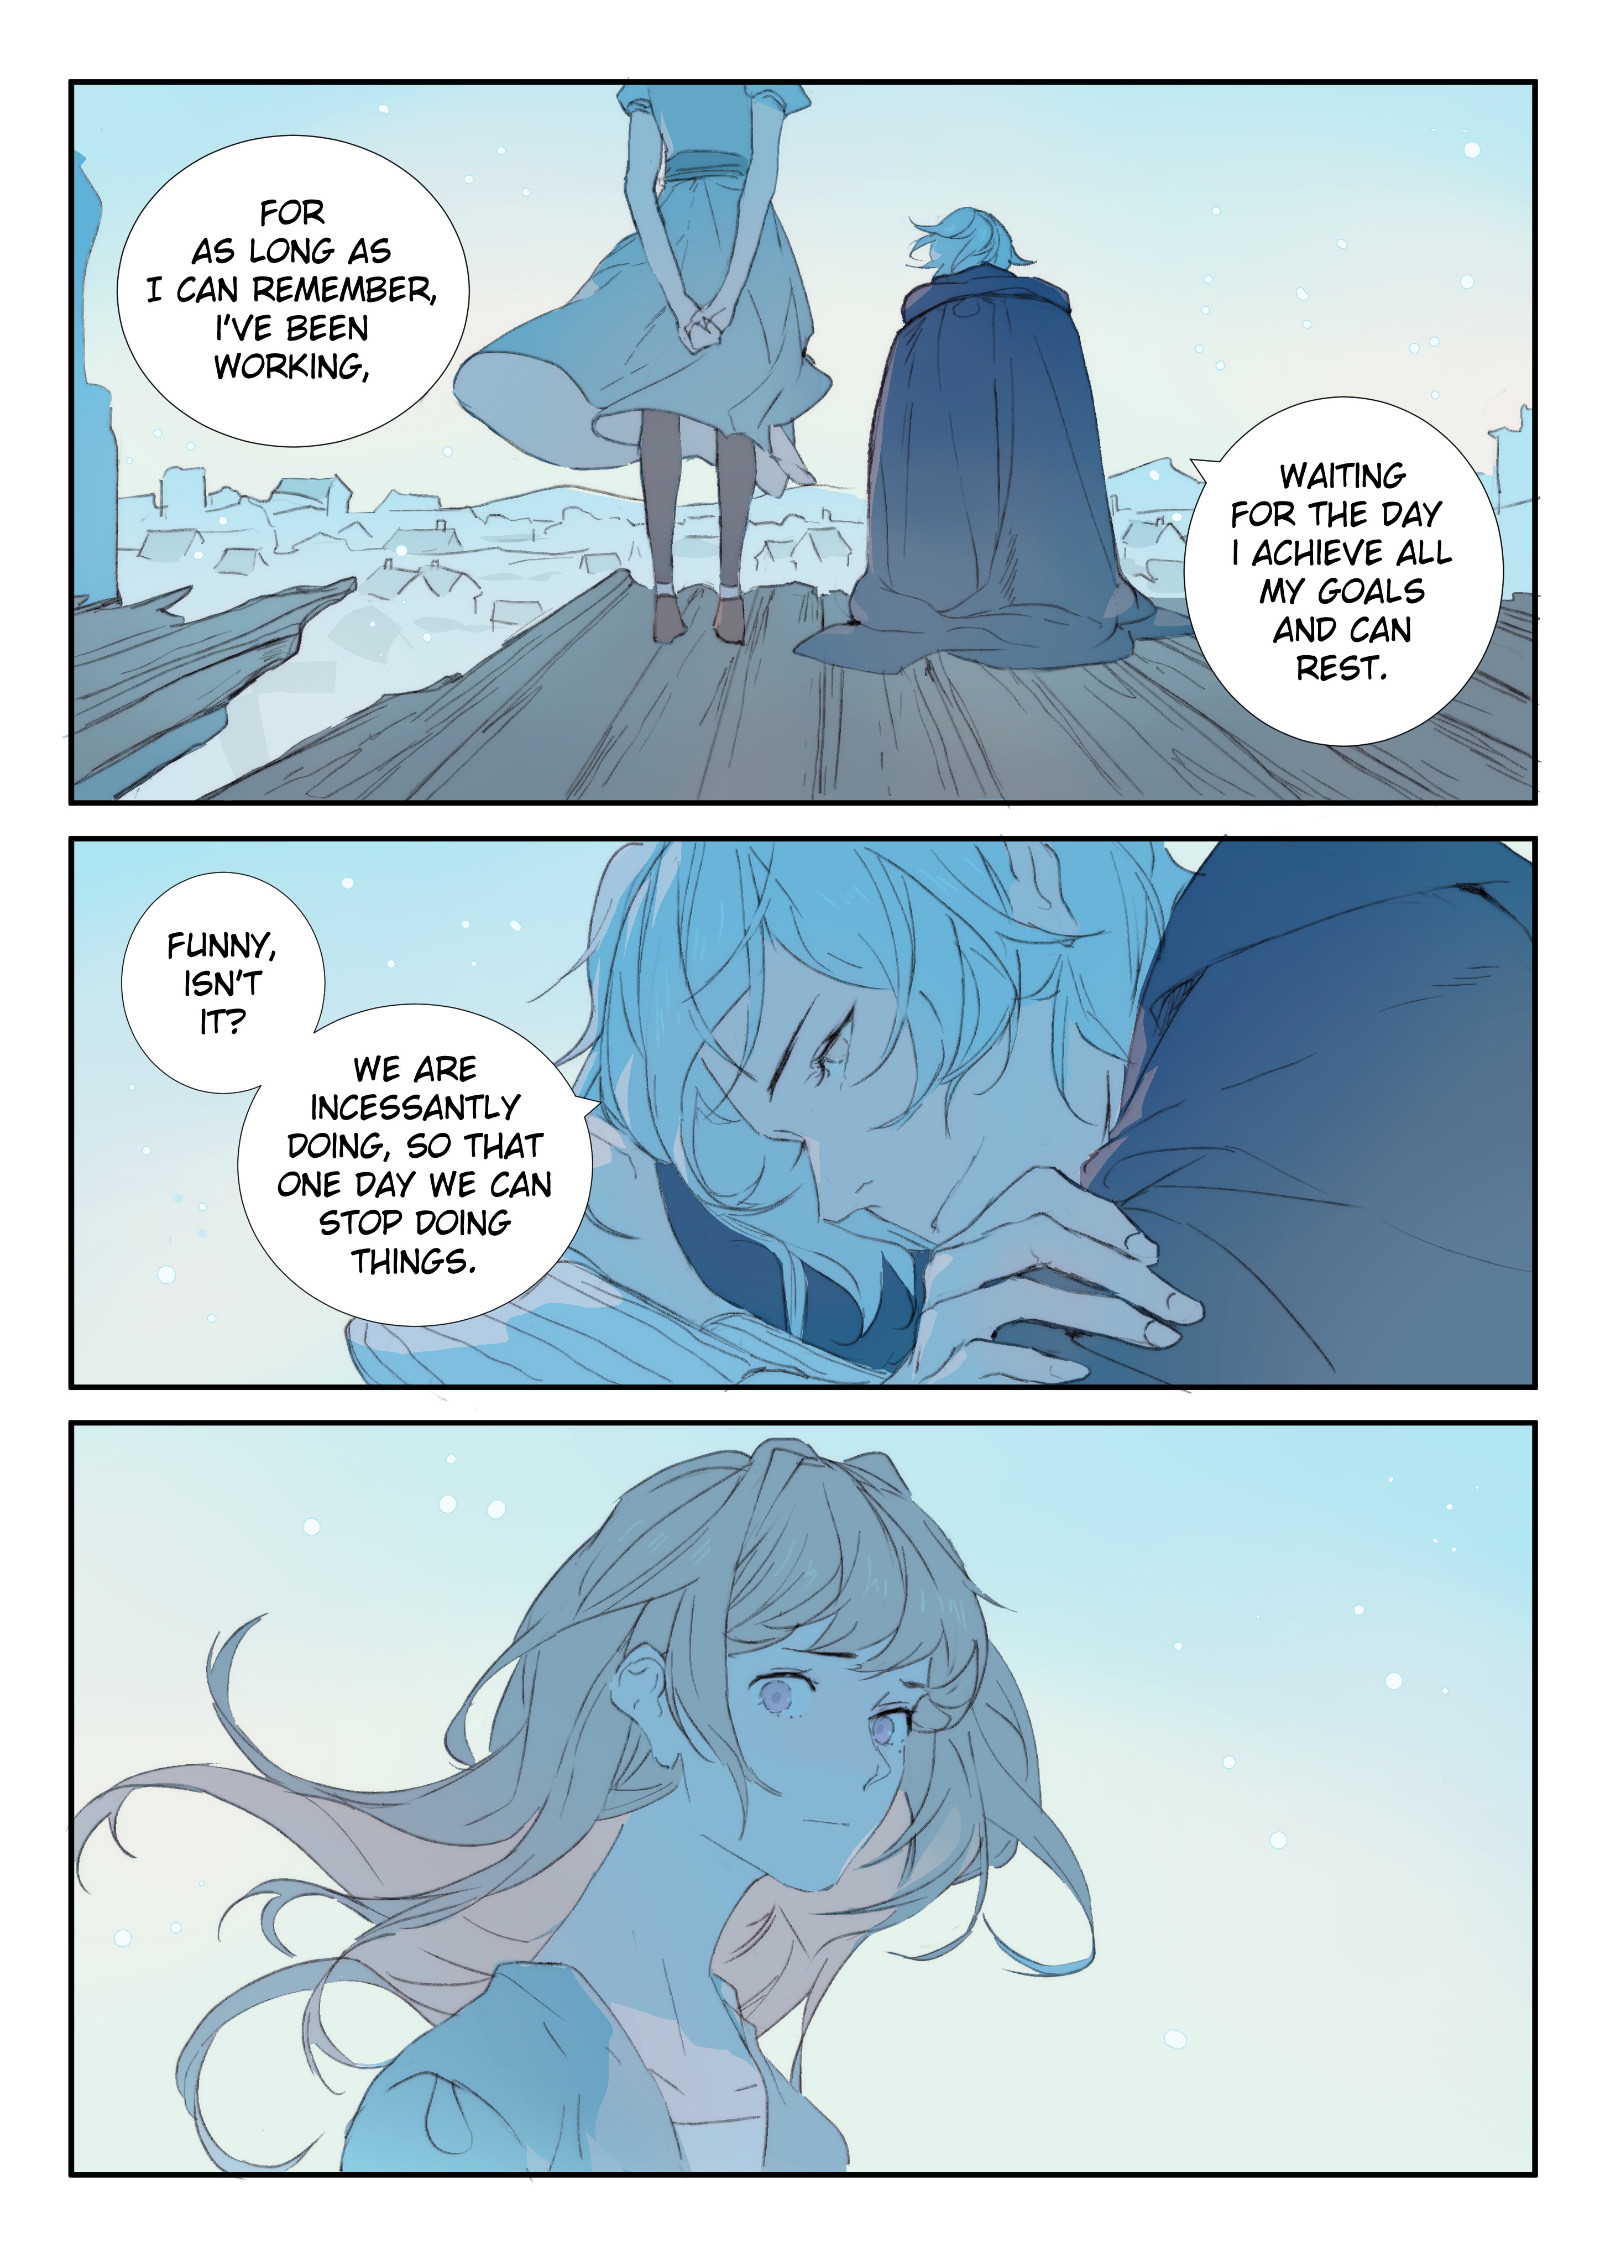 FOR
AS LONG AS
I CAN REMEMBER,
I'VE BEEN
WORKING,
WAITING
FOR THE DAY
I ACHIEVE ALL
MY GOALS
AND CAN
REST.
FUNNY,
ISN'T
IT?
WE ARE
INCESSANTLY
DOING, SO THAT
ONE DAY WE CAN
STOP DOING
THINGS.